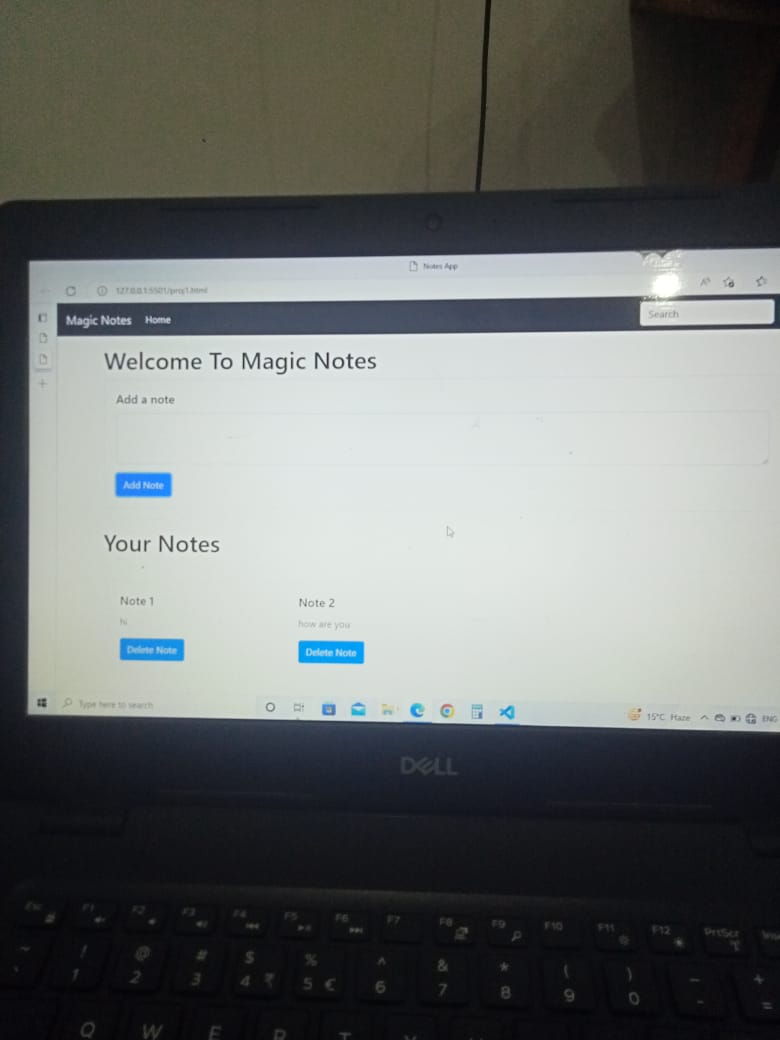 Notes App
127.0.0.1:5501/proj1.html
Magic Notes Home Search
Welcome To Magic Notes
Add a note
Add Note
Your Notes
Note 1 Note 2
hi how are you
Delete Note Delete Note
Type here to search 15°C Haze ENG
DELL
Esc F1 F2 F3 F4 F5 F6 F7 F8 F9 F10 F11 F12 PrtScr
~ ! @ # $ % ^ & * ( ) - +
` 1 2 3 4 ₹ 5 € 6 7 8 9 0 - =
Q W E R T